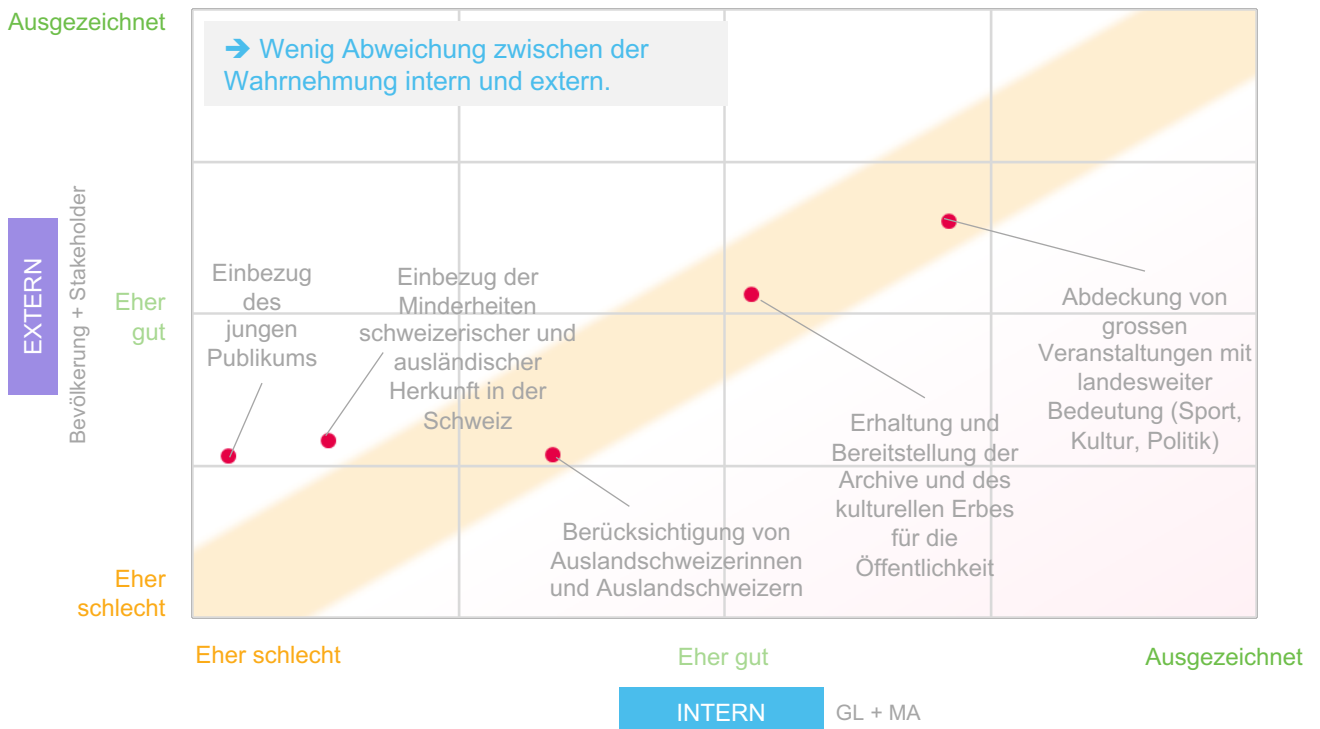 Ausgezeichnet
➔ Wenig Abweichung zwischen der
Wahrnehmung intern und extern.
EXTERN
Bevölkerung + Stakeholder
Eher
gut
Eher
schlecht
Einbezug
des
jungen
Publikums
Einbezug der
Minderheiten
schweizerischer und
ausländischer
Herkunft in der
Schweiz
Berücksichtigung von
Auslandschweizerinnen
und Auslandschweizern
Erhaltung und
Bereitstellung der
Archive und des
kulturellen Erbes
für die
Öffentlichkeit
Abdeckung von
grossen
Veranstaltungen mit
landesweiter
Bedeutung (Sport,
Kultur, Politik)
Eher schlecht
Eher gut
Ausgezeichnet
INTERN
GL + MA